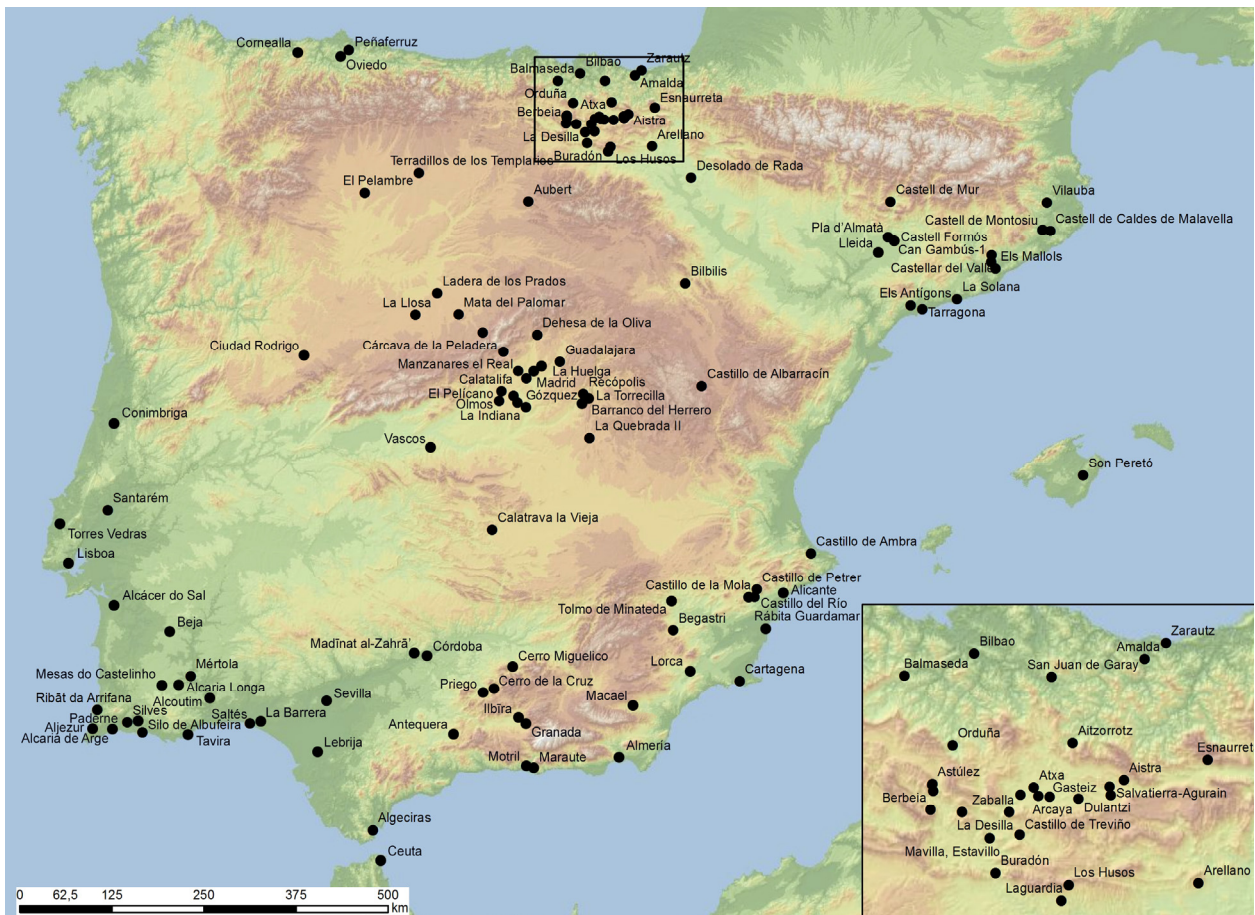 Cornealla
Peñaferruz
Oviedo
Bilbao
Zarautz
Balmaseda
Amalda
Orduña
Atxa
Esnaurreta
Berbeia
Aistra
La Desilla
Arellano
Buradón
Los Husos
Terradillos de los Templarios
Desolado de Rada
El Pelambre
Aubert
Castell de Mur
Vilauba
Castell de Montosiu
Castell de Caldes de Malavella
Pla d'Almatà
Castell Formós
Lleida
Can Gambús-1
Els Mallols
Castellar del Valle
Bilbilis
La Solana
Els Antígons
Tarragona
Ladera de los Prados
La Llosa
Mata del Palomar
Dehesa de la Oliva
Ciudad Rodrigo
Cárcava de la Peladera
Guadalajara
Manzanares el Real
La Huelga
Calatalifa
Madrid
Recópolis
Castillo de Albarracín
El Pelícano
Gózquez
La Torrecilla
Olmos
Barranco del Herrero
La Indiana
La Quebrada II
Conimbriga
Vascos
Son Peretó
Santarém
Torres Vedras
Calatrava la Vieja
Lisboa
Castillo de Ambra
Castillo de la Mola
Castillo de Petrer
Alicante
Alcácer do Sal
Tolmo de Minateda
Castillo del Río
Begastri
Rábita Guardamar
Beja
Madīnat al-Zahrā'
Córdoba
Mértola
Cerro Miguelico
Lorca
Cartagena
Mesas do Castelinho
Alcaria Longa
Priego
Cerro de la Cruz
Ribāt da Arrifana
Alcoutim
Sevilla
Macael
Paderne
Silves
Saltés
La Barrera
Ilbīra
Aljezur
Silo de Albufeira
Antequera
Granada
Alcaria de Arge
Tavira
Lebrija
Motril
Maraute
Almería
Algeciras
Ceuta
0 62,5 125 250 375 500
km
Bilbao
Zarautz
Amalda
Balmaseda
San Juan de Garay
Orduña
Aitzorrotz
Esnaurret
Astúlez
Atxa
Aistra
Gasteiz
Berbeia
Zaballa
Salvatierra-Agurain
Arcaya
Dulantzi
La Desilla
Castillo de Treviño
Mavilla, Estavillo
Buradón
Los Husos
Arellano
Laguardia